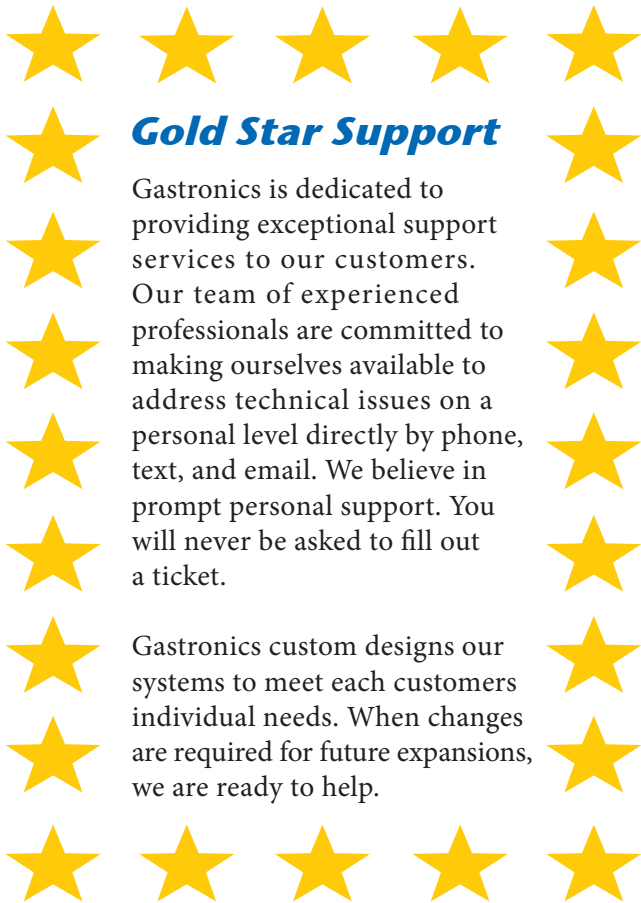 Gold Star Support
Gastronics is dedicated to
providing exceptional support
services to our customers.
Our team of experienced
professionals are committed to
making ourselves available to
address technical issues on a
personal level directly by phone,
text, and email. We believe in
prompt personal support. You
will never be asked to fill out
a ticket.
Gastronics custom designs our
systems to meet each customers
individual needs. When changes
are required for future expansions,
we are ready to help.